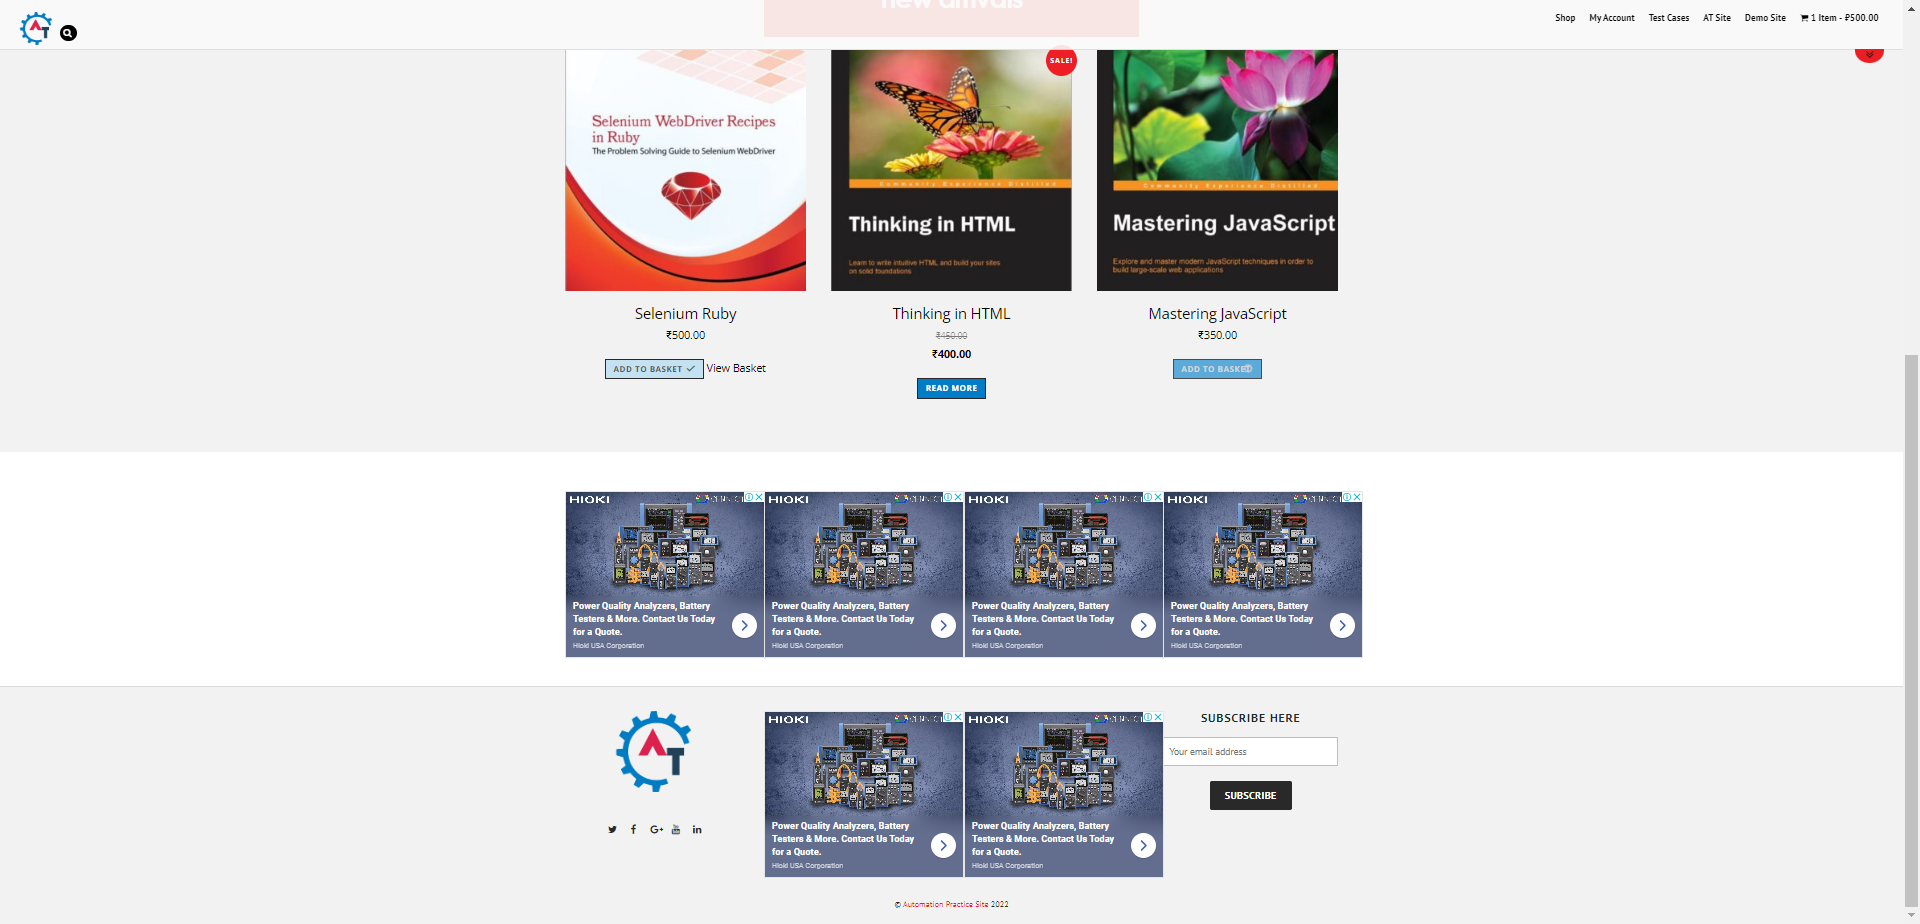 new arrivals
AT
Shop
My Account
Test Cases
AT Site
Demo Site
1 Item - ₹500.00
Selenium WebDriver Recipes
in Ruby
The Problem Solving Guide to Selenium WebDriver
SALE!
Community Experience Distilled
Thinking in HTML
Learn to write intuitive HTML and build your sites
on solid foundations
Community Experience Distilled
Mastering JavaScript
Explore and master modern JavaScript techniques in order to
build large-scale web applications
Selenium Ruby
₹500.00
ADD TO BASKET
View Basket
Thinking in HTML
₹450.00
₹400.00
READ MORE
Mastering JavaScript
₹350.00
ADD TO BASKET
HIOKI
Power Quality Analyzers, Battery
Testers & More. Contact Us Today
for a Quote.
Hioki USA Corporation
HIOKI
Power Quality Analyzers, Battery
Testers & More. Contact Us Today
for a Quote.
Hioki USA Corporation
HIOKI
Power Quality Analyzers, Battery
Testers & More. Contact Us Today
for a Quote.
Hioki USA Corporation
HIOKI
Power Quality Analyzers, Battery
Testers & More. Contact Us Today
for a Quote.
Hioki USA Corporation
AT
HIOKI
Power Quality Analyzers, Battery
Testers & More. Contact Us Today
for a Quote.
Hioki USA Corporation
HIOKI
Power Quality Analyzers, Battery
Testers & More. Contact Us Today
for a Quote.
Hioki USA Corporation
SUBSCRIBE HERE
Your email address
SUBSCRIBE
© Automation Practice Site 2022